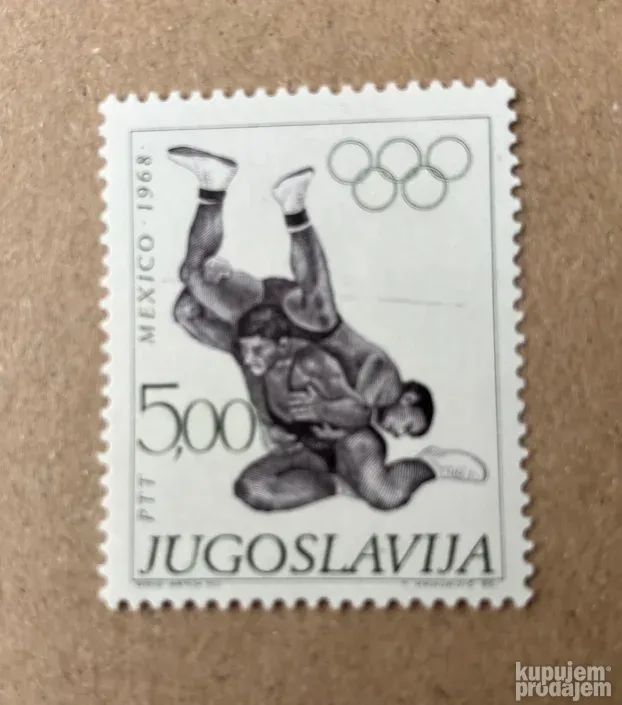 MEXICO · 1968 ·
5,00
PTT
JUGOSLAVIJA
kupujem
prodajem